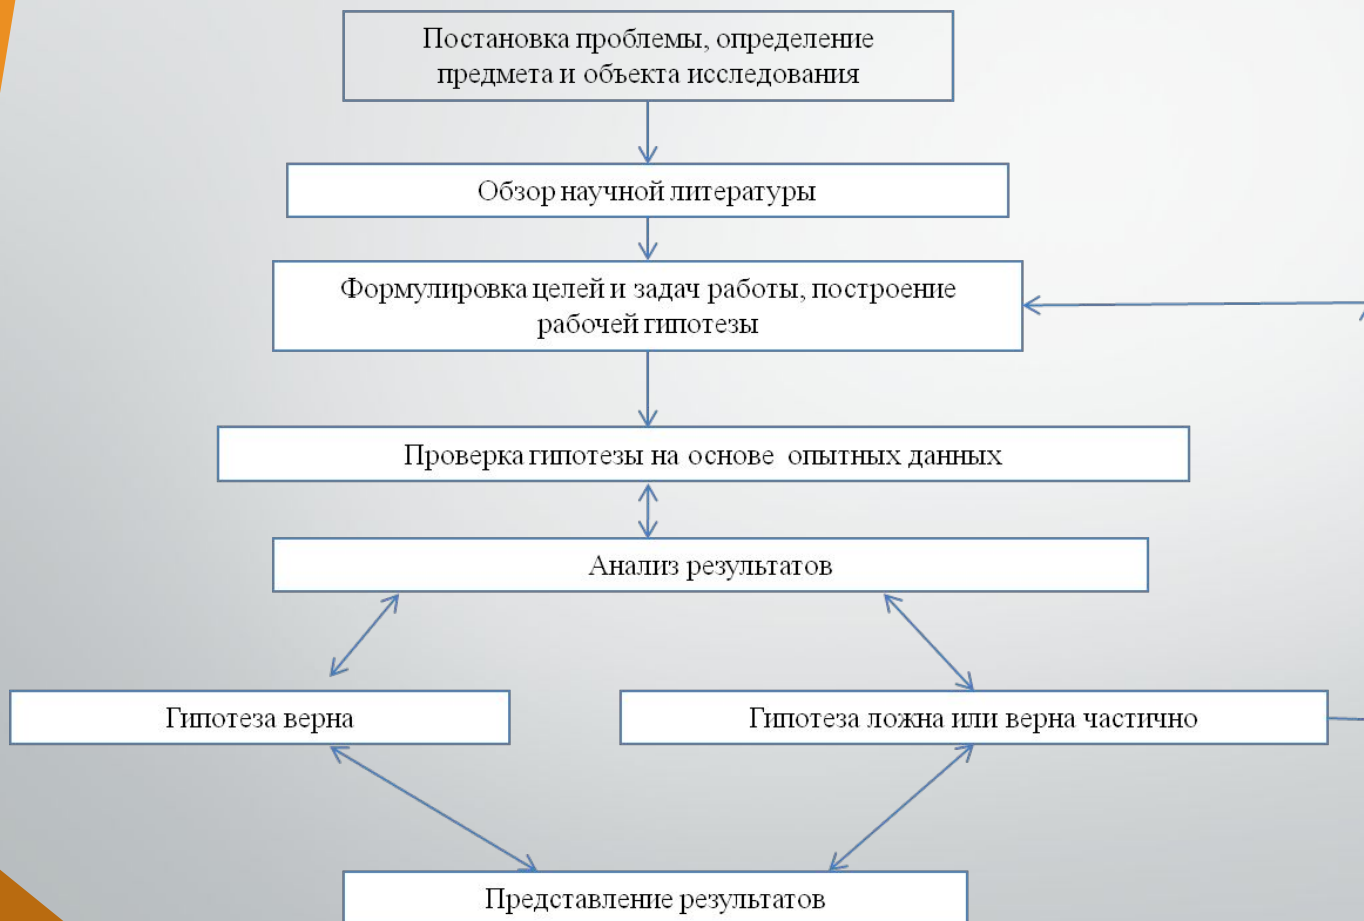 Постановка проблемы, определение
предмета и объекта исследования
Обзор научной литературы
Формулировка целей и задач работы, построение
рабочей гипотезы
Проверка гипотезы на основе опытных данных
Анализ результатов
Гипотеза верна
Гипотеза ложна или верна частично
Представление результатов